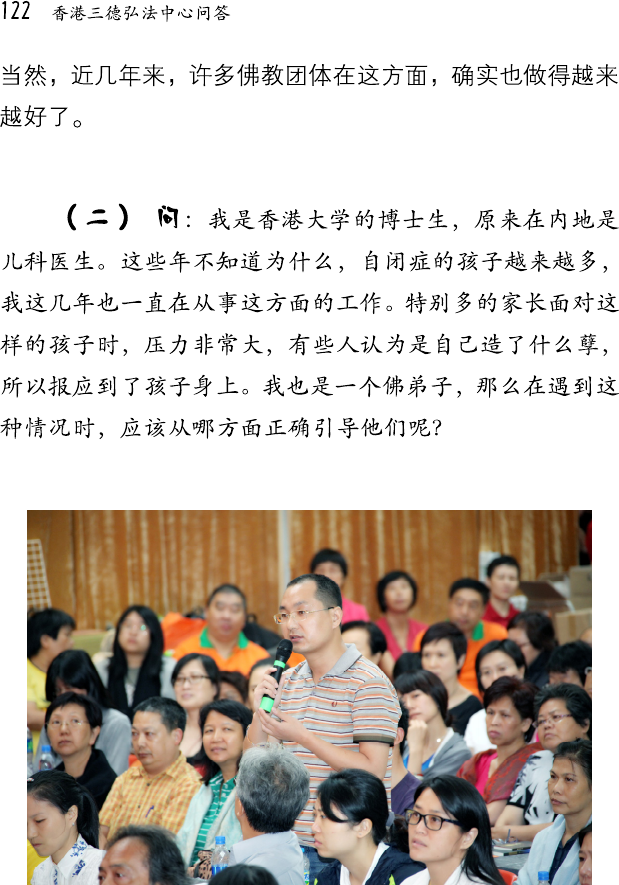 122 香港三德弘法中心问答
当然，近几年来，许多佛教团体在这方面，确实也做得越来
越好了。
（二） 问：我是香港大学的博士生，原来在内地是
儿科医生。这些年不知道为什么，自闭症的孩子越来越多，
我这几年也一直在从事这方面的工作。特别多的家长面对这
样的孩子时，压力非常大，有些人认为是自己造了什么孽，
所以报应到了孩子身上。我也是一个佛弟子，那么在遇到这
种情况时，应该从哪方面正确引导他们呢？